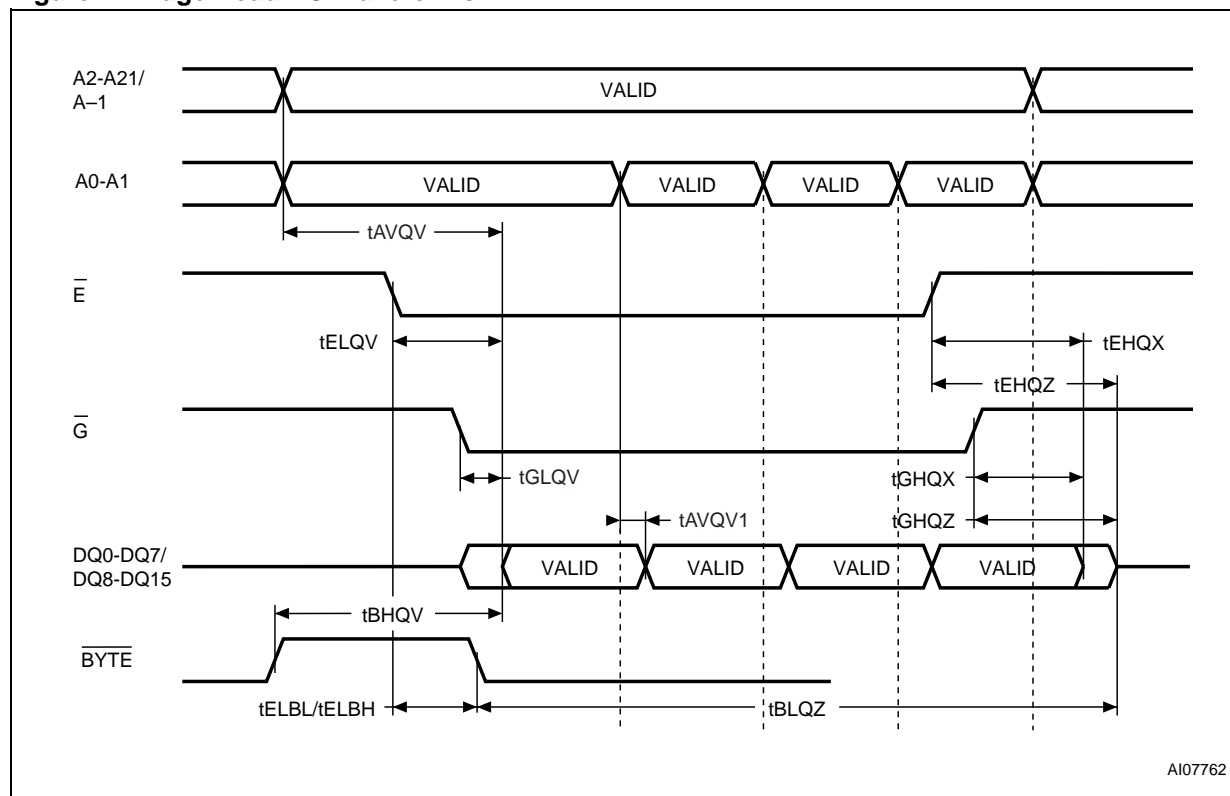 A2-A21/
A–1
VALID
A0-A1
VALID VALID VALID VALID
tAVQV
E
tELQV
tEHQX
tEHQZ
G
tGLQV
tGHQX
tAVQV1
tGHQZ
DQ0-DQ7/
DQ8-DQ15
VALID VALID VALID VALID
tBHQV
BYTE
tELBL/tELBH
tBLQZ
AI07762